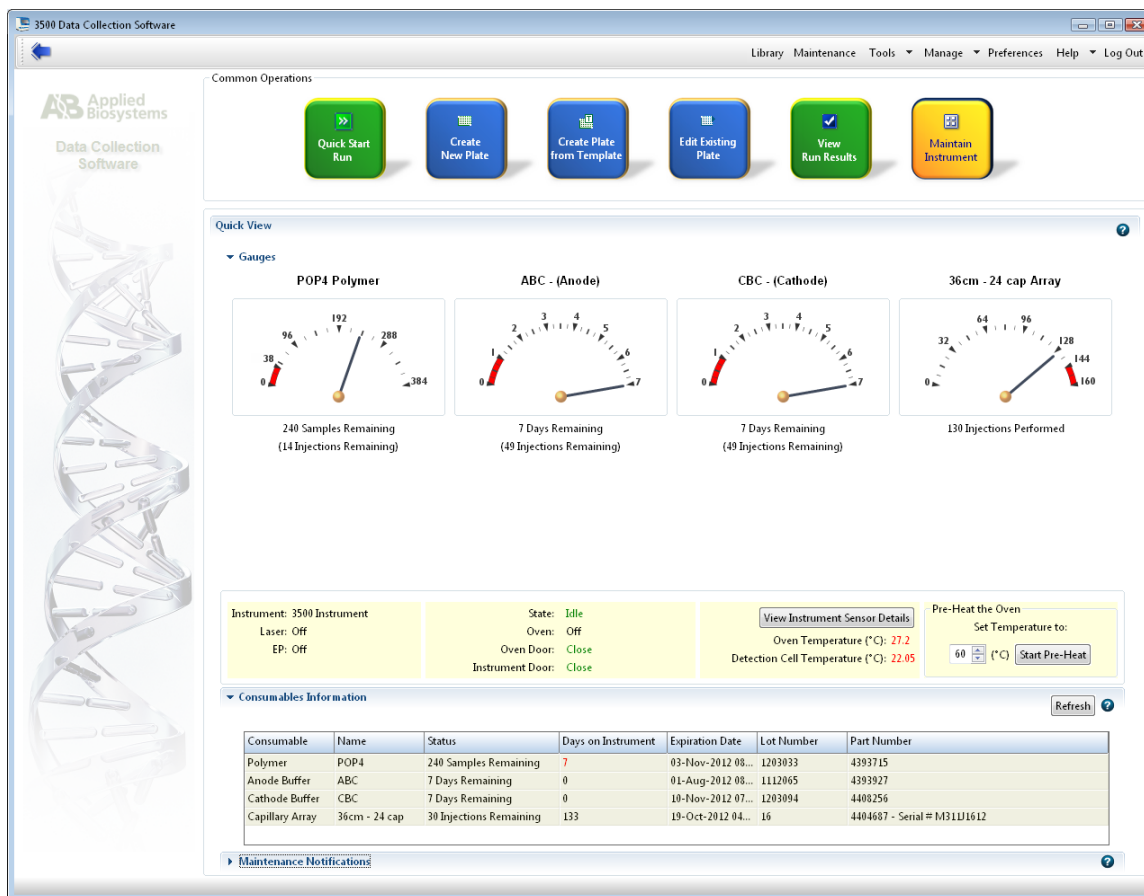 3500 Data Collection Software
Library Maintenance Tools Manage Preferences Help Log Out
AB Applied Biosystems
Data Collection
Software
Common Operations
Quick Start Run
Create New Plate
Create Plate from Template
Edit Existing Plate
View Run Results
Maintain Instrument
Quick View
Gauges
POP4 Polymer
0 38 96 192 288 384
240 Samples Remaining
(14 Injections Remaining)
ABC - (Anode)
0 1 2 3 4 5 6 7
7 Days Remaining
(49 Injections Remaining)
CBC - (Cathode)
0 1 2 3 4 5 6 7
7 Days Remaining
(49 Injections Remaining)
36cm - 24 cap Array
0 32 64 96 128 144 160
130 Injections Performed
Instrument: 3500 Instrument
Laser: Off
EP: Off
State: Idle
Oven: Off
Oven Door: Close
Instrument Door: Close
View Instrument Sensor Details
Oven Temperature (°C): 27.2
Detection Cell Temperature (°C): 22.05
Pre-Heat the Oven
Set Temperature to:
60 (°C) Start Pre-Heat
Consumables Information
Refresh
Consumable Name Status Days on Instrument Expiration Date Lot Number Part Number
Polymer POP4 240 Samples Remaining 7 03-Nov-2012 08... 1203033 4393715
Anode Buffer ABC 7 Days Remaining 0 01-Aug-2012 08... 1112065 4393927
Cathode Buffer CBC 7 Days Remaining 0 10-Nov-2012 07... 1203094 4408256
Capillary Array 36cm - 24 cap 30 Injections Remaining 133 19-Oct-2012 04... 16 4404687 - Serial # M311J1612
Maintenance Notifications